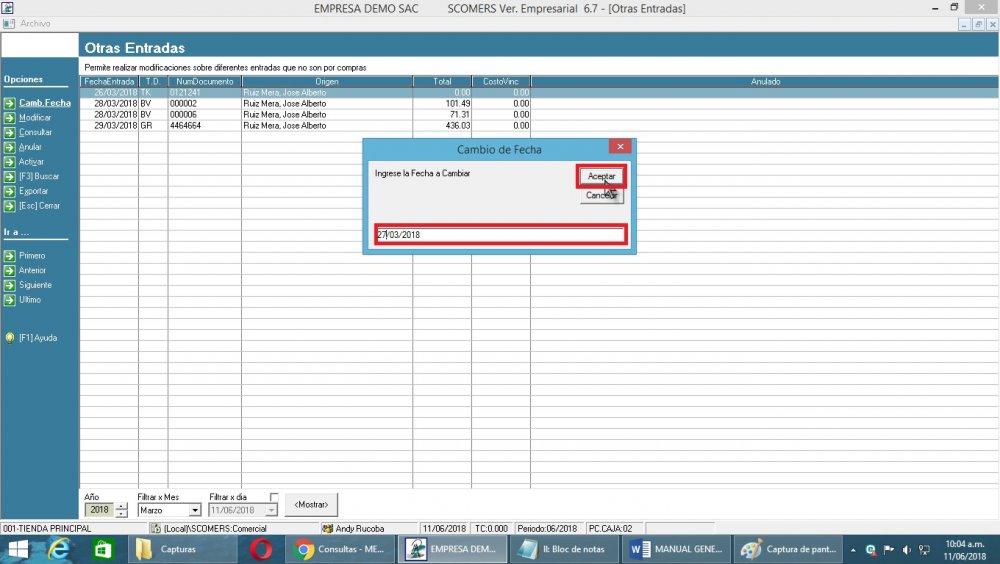 EMPRESA DEMO SAC SCOMERS Ver. Empresarial 6.7 - [Otras Entradas]
Archivo
Otras Entradas
Permite realizar modificaciones sobre diferentes entradas que no son por compras
Opciones
Camb.Fecha
Modificar
Consultar
Anular
Activar
[F3] Buscar
Exportar
[Esc] Cerrar
Ir a ...
Primero
Anterior
Siguiente
Ultimo
[F1] Ayuda
FechaEntrada T.D. NumDocumento Origen Total CostoVinc Anulado
26/03/2018 TK 0121241 Ruiz Mera, Jose Alberto 0.00 0.00
28/03/2018 BV 000002 Ruiz Mera, Jose Alberto 101.49 0.00
28/03/2018 BV 000006 Ruiz Mera, Jose Alberto 71.31 0.00
29/03/2018 GR 4464664 Ruiz Mera, Jose Alberto 436.03 0.00
Cambio de Fecha
Ingrese la Fecha a Cambiar
Aceptar
27/03/2018
Año Filtrar x Mes Filtrar x dia
2018 Marzo 11/06/2018 <Mostrar>
001-TIENDA PRINCIPAL (Local)\SCOMERS:Comercial Andy Rucoba 11/06/2018 TC:0.000 Periodo:06/2018 PC.CAJA:02
Capturas Consultas - ME... EMPRESA DEM... II: Bloc de notas MANUAL GENE... Captura de pant...
10:04 a.m.
11/06/2018